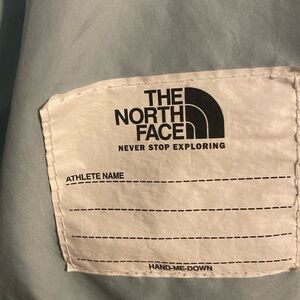 THE
NORTH
FACE
NEVER STOP EXPLORING
ATHLETE NAME
HAND-ME-DOWN